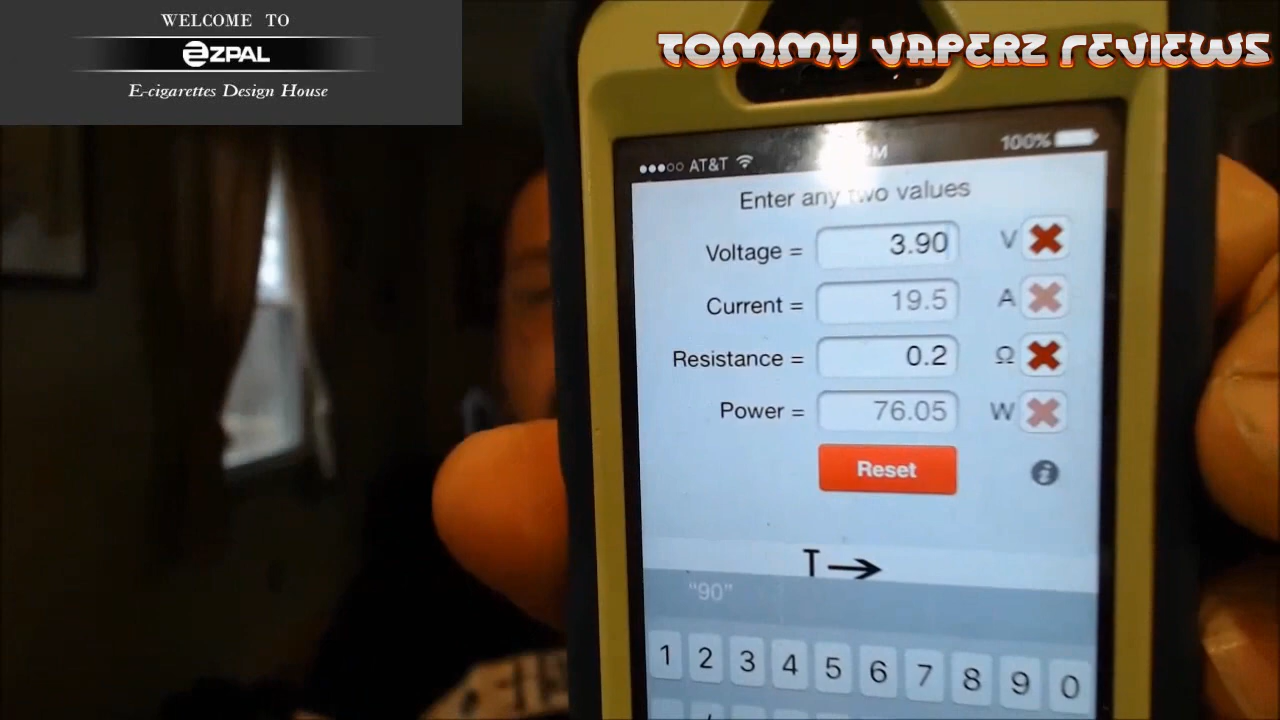 WELCOME TO
ezpal
E-cigarettes Design House
TOMMY VAPERZ REVIEWS
AT&T
100%
Enter any two values
Voltage = 3.90 V
Current = 19.5 A
Resistance = 0.2 Ω
Power = 76.05 W
Reset
i
T→
“90”
1 2 3 4 5 6 7 8 9 0